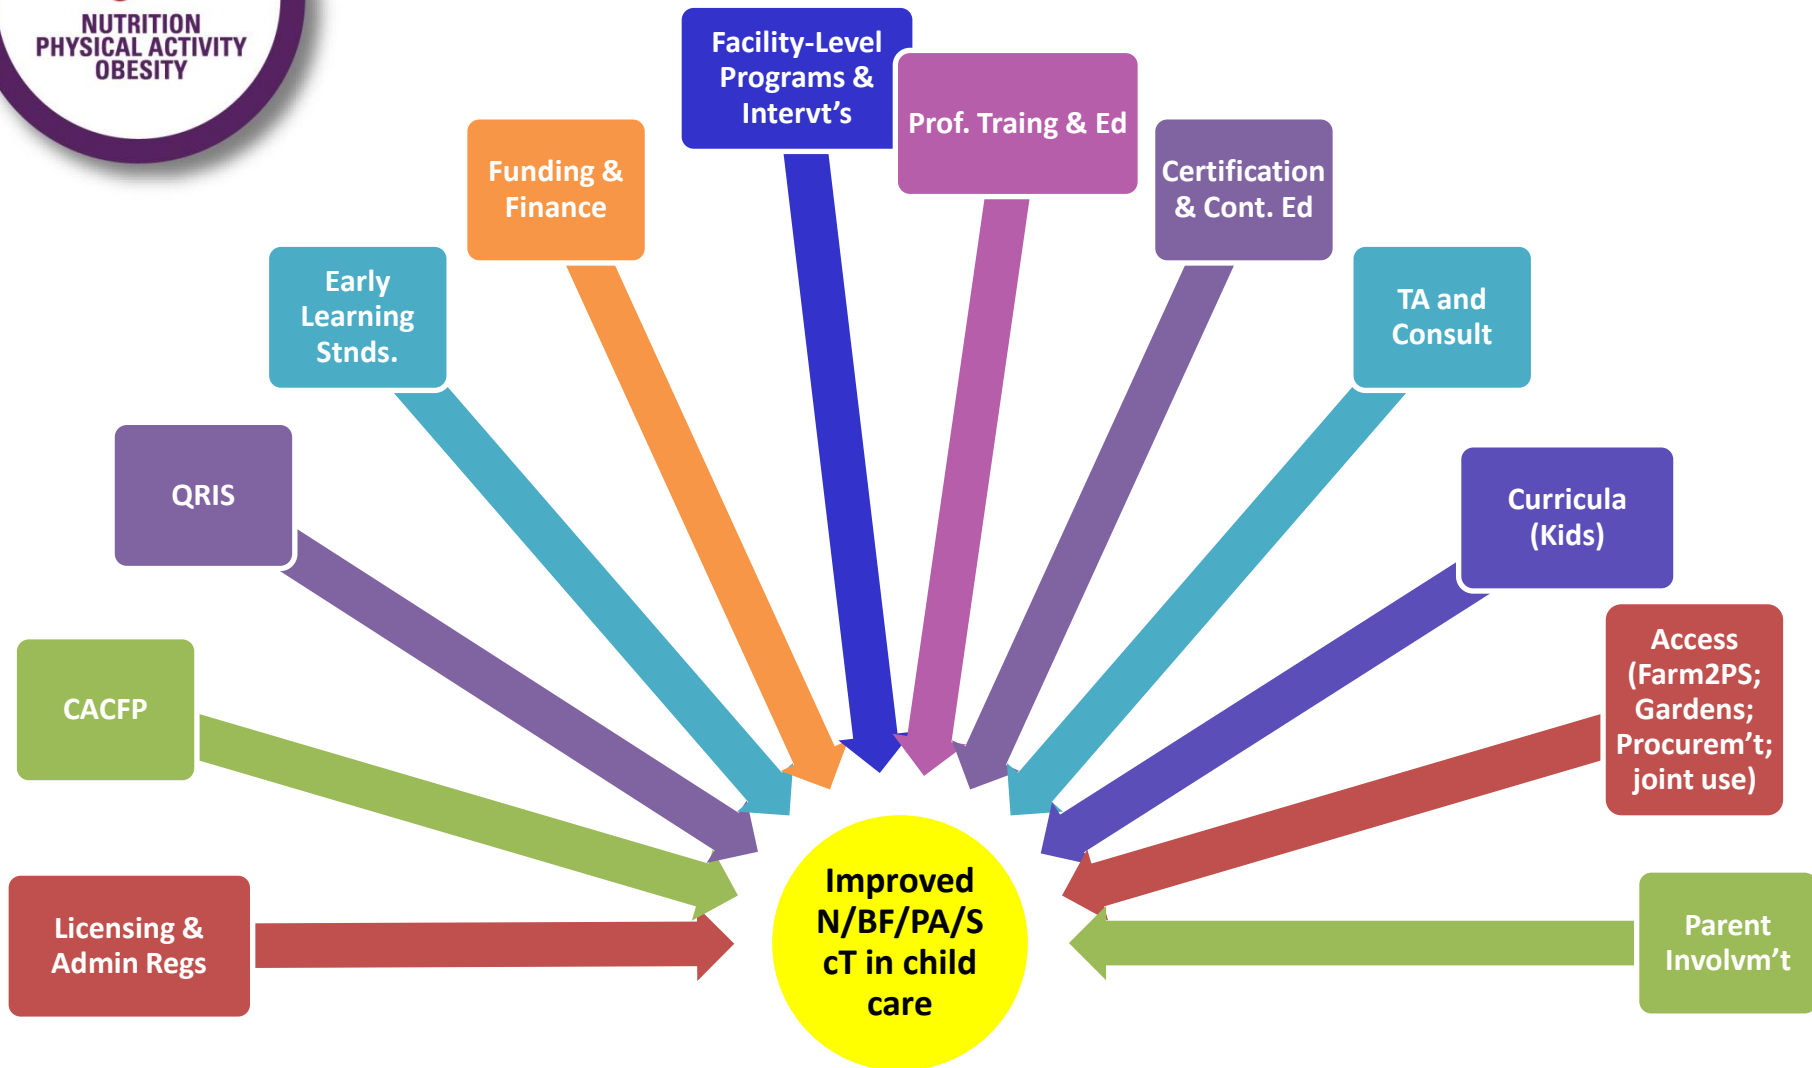 NUTRITION
PHYSICAL ACTIVITY
OBESITY
Facility-Level
Programs &
Intervt's
Prof. Traing & Ed
Funding &
Finance
Certification
& Cont. Ed
Early
Learning
Stnds.
TA and
Consult
QRIS
Curricula
(Kids)
CACFP
Access
(Farm2PS;
Gardens;
Procurem't;
joint use)
Licensing &
Admin Regs
Improved
N/BF/PA/S
cT in child
care
Parent
Involvm't